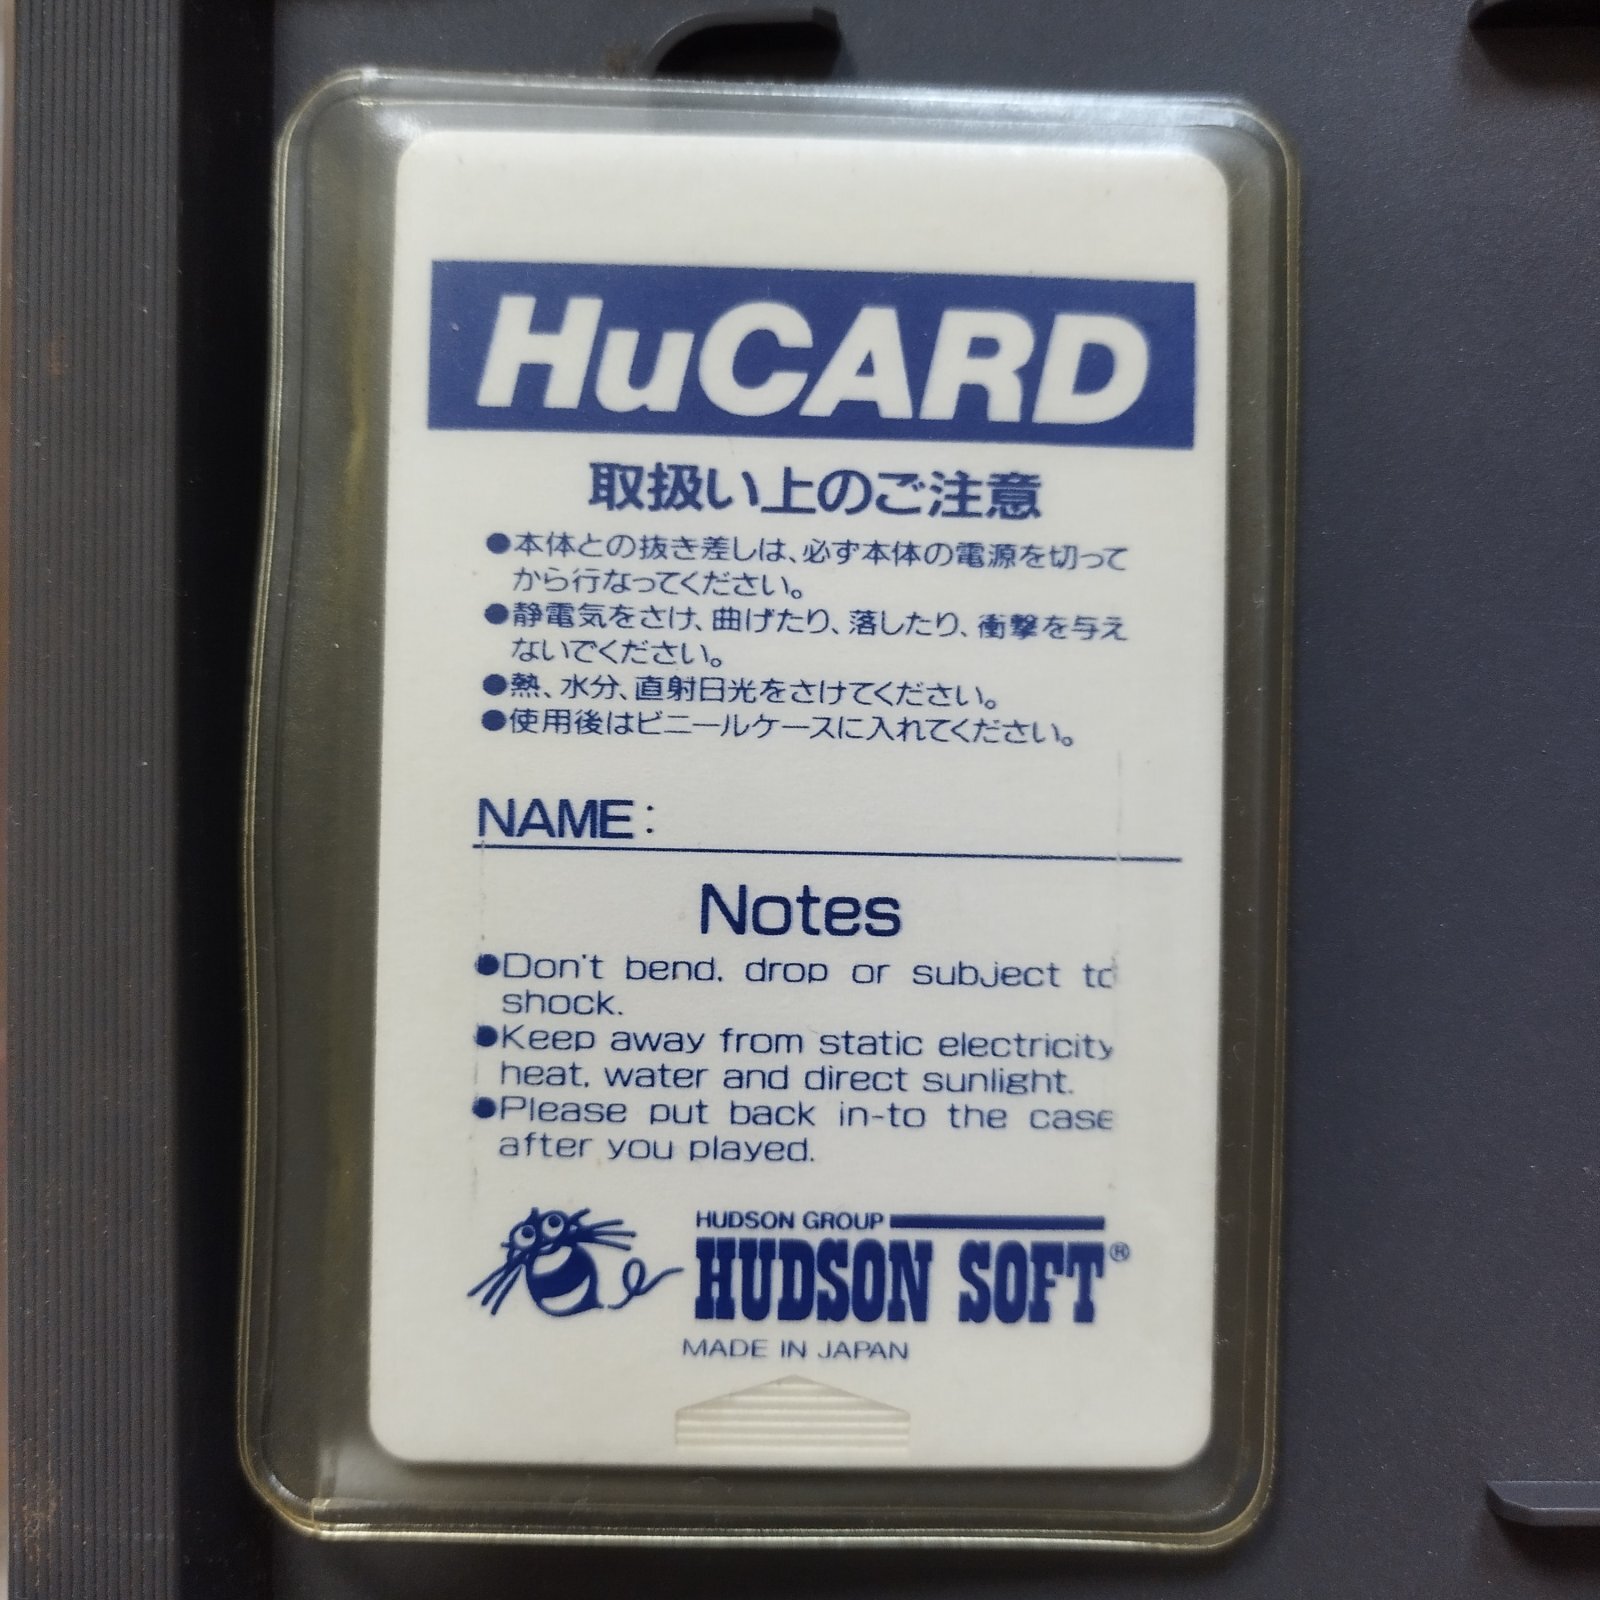 HuCARD
取扱い上のご注意
●本体との抜き差しは、必ず本体の電源を切って
から行なってください。
●静電気をさけ、曲げたり、落したり、衝撃を与え
ないでください。
●熱、水分、直射日光をさけてください。
●使用後はビニールケースに入れてください。
NAME:
Notes
●Don't bend. drop or subject to
shock.
●Keep away from static electricity
heat. water and direct sunlight.
●Please put back in-to the case
after you played.
HUDSON GROUP
HUDSON SOFT®
MADE IN JAPAN